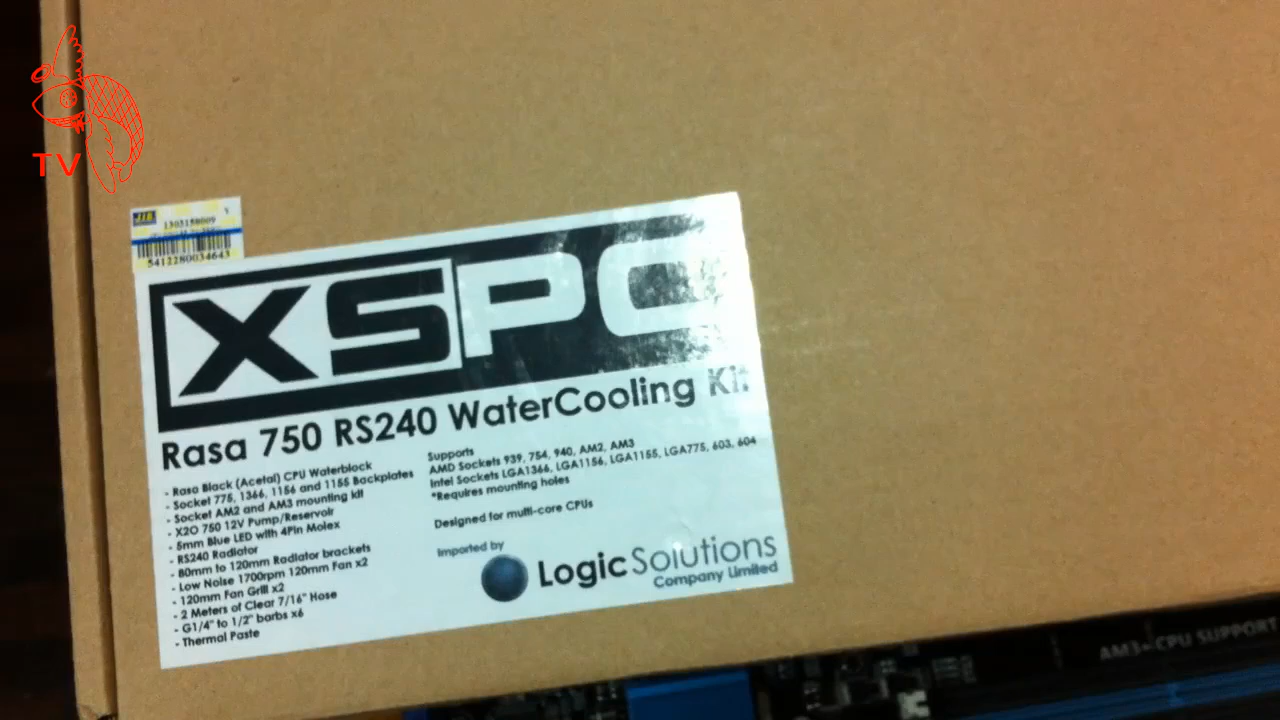 TV
JIB
1303150009
5412280034643
XSPC
Rasa 750 RS240 WaterCooling Kit
- Rasa Black (Acetal) CPU Waterblock
- Socket 775, 1366, 1156 and 1155 Backplates
- Socket AM2 and AM3 mounting kit
- X2O 750 12V Pump/Reservoir
- 5mm Blue LED with 4Pin Molex
- RS240 Radiator
- 80mm to 120mm Radiator brackets
- Low Noise 1700rpm 120mm Fan x2
- 120mm Fan Grill x2
- 2 Meters of Clear 7/16" Hose
- G1/4" to 1/2" barbs x6
- Thermal Paste
Supports
AMD Sockets 939, 754, 940, AM2, AM3
Intel Sockets LGA1366, LGA1156, LGA1155, LGA775, 603, 604
*Requires mounting holes
Designed for multi-core CPUs
Imported by
LogicSolutions
Company Limited
AM3+ CPU SUPPORT